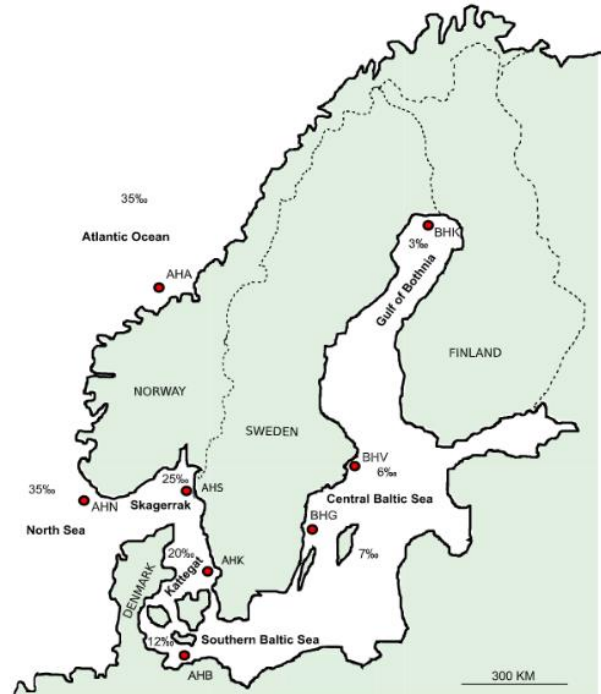 35‰
Atlantic Ocean
AHA
BHK
3‰
Gulf of Bothnia
FINLAND
NORWAY
SWEDEN
BHV
6‰
25‰
35‰
AHS
AHN
Skagerrak
Central Baltic Sea
North Sea
BHG
20‰
7‰
AHK
DENMARK
Kattegat
12‰
Southern Baltic Sea
AHB
300 KM